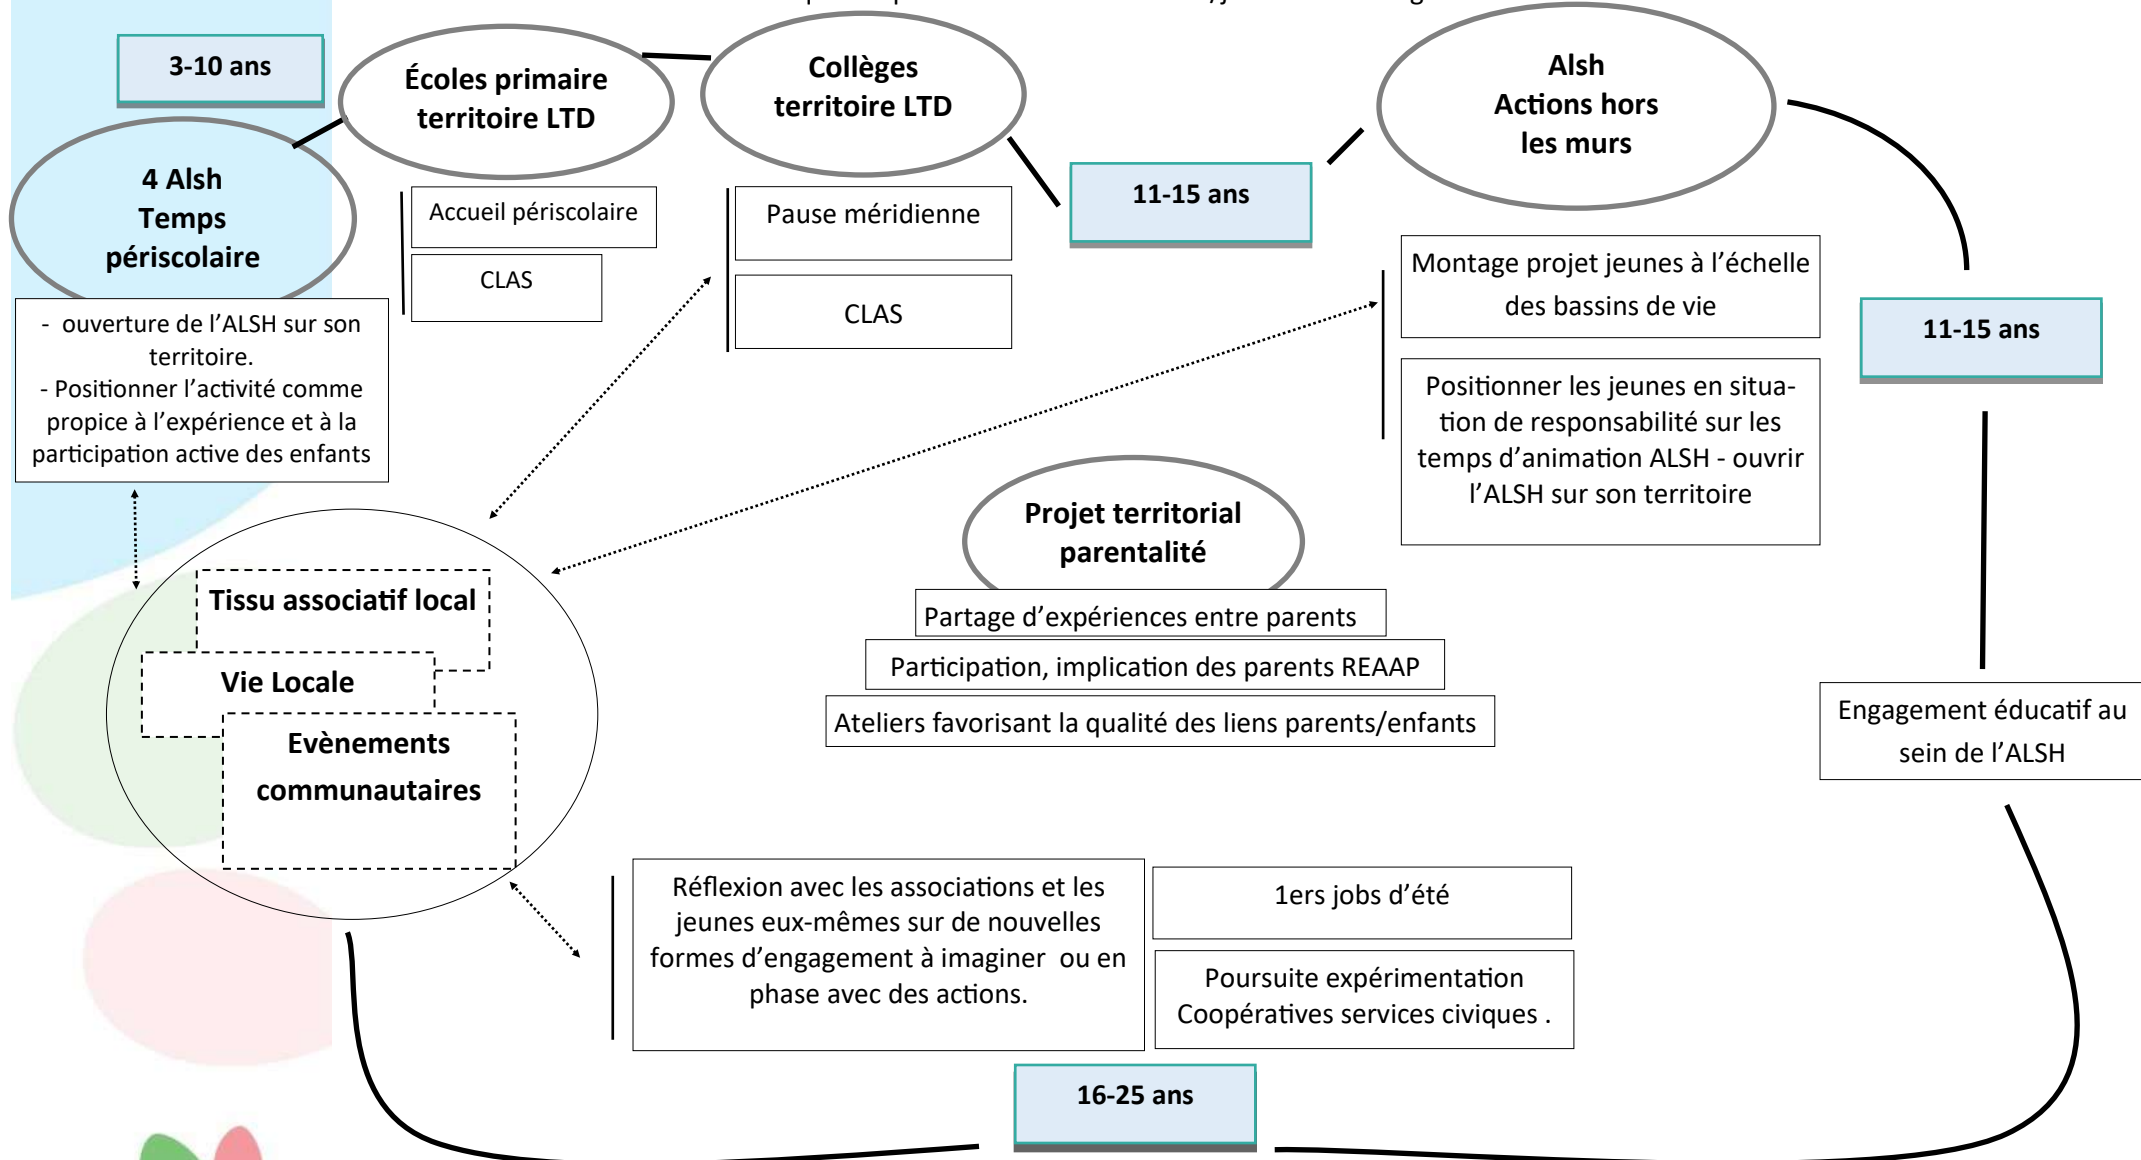 3-10 ans
Écoles primaire
territoire LTD
Collèges
territoire LTD
Alsh
Actions hors
les murs
4 Alsh
Temps
périscolaire
Accueil périscolaire
CLAS
Pause méridienne
CLAS
11-15 ans
Montage projet jeunes à l’échelle
des bassins de vie
11-15 ans
- ouverture de l’ALSH sur son
territoire.
- Positionner l’activité comme
propice à l’expérience et à la
participation active des enfants
Positionner les jeunes en situa-
tion de responsabilité sur les
temps d’animation ALSH - ouvrir
l’ALSH sur son territoire
Projet territorial
parentalité
Partage d’expériences entre parents
Participation, implication des parents REAAP
Ateliers favorisant la qualité des liens parents/enfants
Tissu associatif local
Vie Locale
Evènements
communautaires
Engagement éducatif au
sein de l’ALSH
Réflexion avec les associations et les
jeunes eux-mêmes sur de nouvelles
formes d’engagement à imaginer ou en
phase avec des actions.
1ers jobs d’été
Poursuite expérimentation
Coopératives services civiques .
16-25 ans